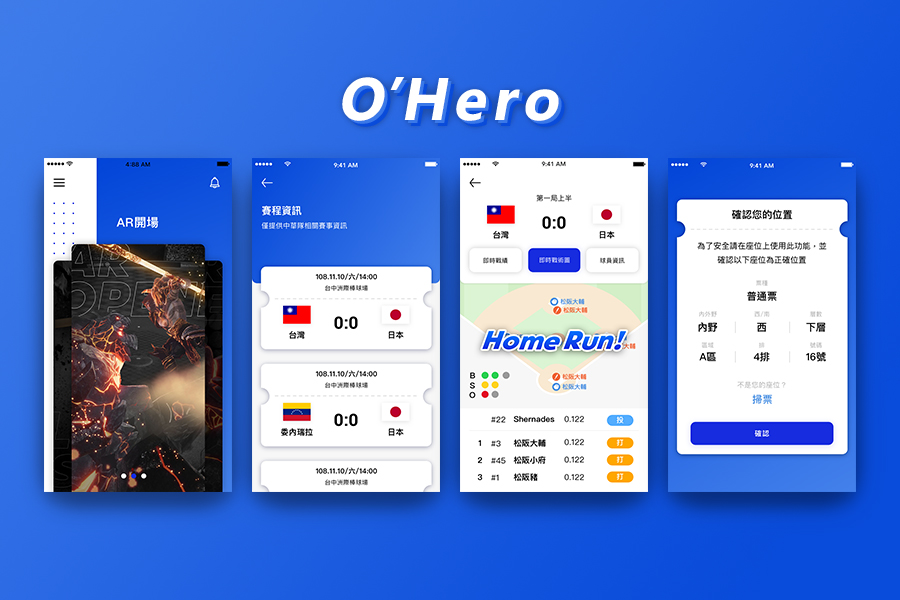 O'Hero
4:88 AM
AR開場
AR
OPENE
9:41 AM
賽程資訊
僅提供中華隊相關賽事資訊
108.11.10/六/14:00
台中洲際棒球場
0:0
台灣
日本
108.11.10/六/14:00
台中洲際棒球場
0:0
委內瑞拉
日本
108.11.10/六/14:00
台中洲際棒球場
9:41 AM
第一局上半
0:0
台灣
日本
即時戰績
即時戰術圖
球員資訊
松阪大輔
松阪大輔
Home Run!
大輔
B
S
O
松阪大輔
松阪大輔
#22 Shernades 0.122 投
1 #3 松阪大輔 0.122 打
2 #45 松阪小府 0.122 打
3 #1 松阪豬 0.122 打
9:41 AM
確認您的位置
為了安全請在座位上使用此功能，並
確認以下座位為正確位置
票種
普通票
內外野 西/南 層數
內野 西 下層
區域 排 號碼
A區 4排 16號
不是您的座位？
掃票
確認